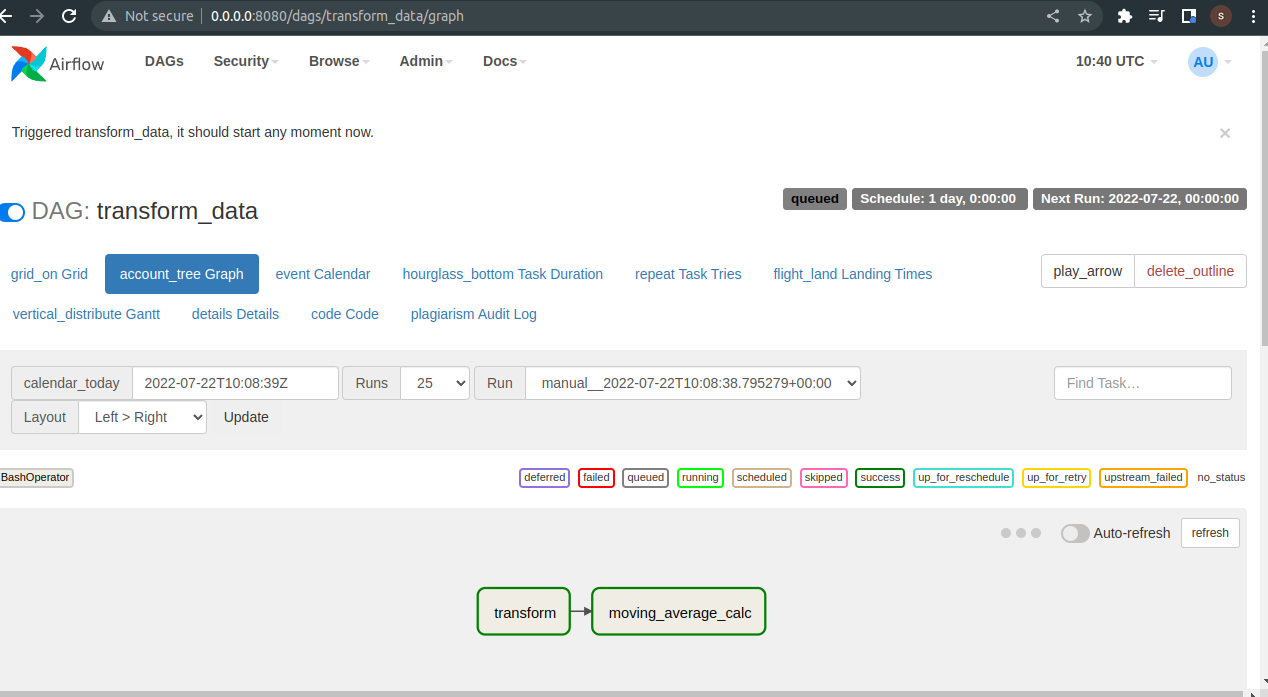 Not secure 0.0.0.0:8080/dags/transform_data/graph S
Airflow DAGs Security Browse Admin Docs 10:40 UTC AU
Triggered transform_data, it should start any moment now. ×
DAG: transform_data queued Schedule: 1 day, 0:00:00 Next Run: 2022-07-22, 00:00:00
grid_on Grid account_tree Graph event Calendar hourglass_bottom Task Duration repeat Task Tries flight_land Landing Times play_arrow delete_outline
vertical_distribute Gantt details Details code Code plagiarism Audit Log
calendar_today 2022-07-22T10:08:39Z Runs 25 Run manual__2022-07-22T10:08:38.795279+00:00 Find Task…
Layout Left > Right Update
BashOperator deferred failed queued running scheduled skipped success up_for_reschedule up_for_retry upstream_failed no_status
Auto-refresh refresh
transform moving_average_calc